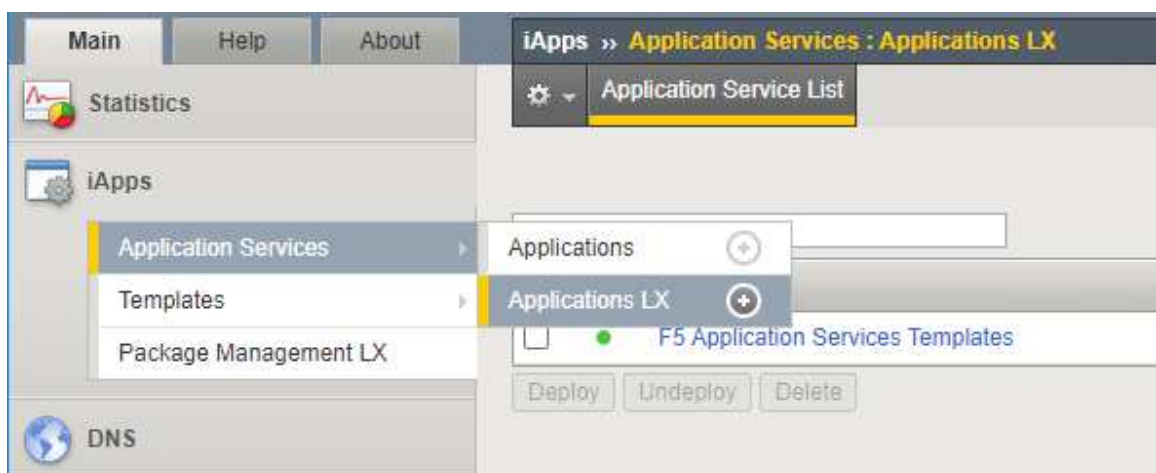 Main Help About
iApps » Application Services : Applications LX
Statistics
Application Service List
iApps
Application Services
Applications
Templates
Applications LX
Package Management LX
F5 Application Services Templates
Deploy Undeploy Delete
DNS